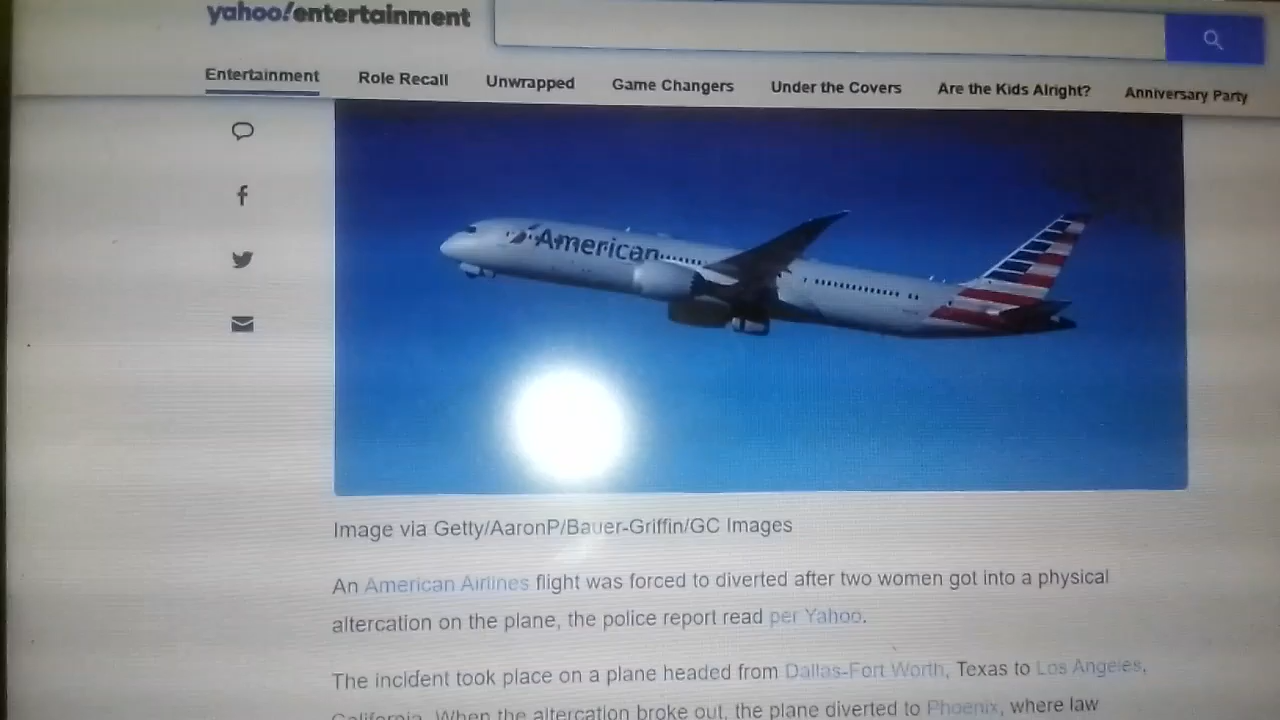 yahoo!entertainment
Entertainment Role Recall Unwrapped Game Changers Under the Covers Are the Kids Alright? Anniversary Party
American
Image via Getty/AaronP/Bauer-Griffin/GC Images
An American Airlines flight was forced to diverted after two women got into a physical
altercation on the plane, the police report read per Yahoo.
The incident took place on a plane headed from Dallas-Fort Worth, Texas to Los Angeles,
California. When the altercation broke out, the plane diverted to Phoenix, where law